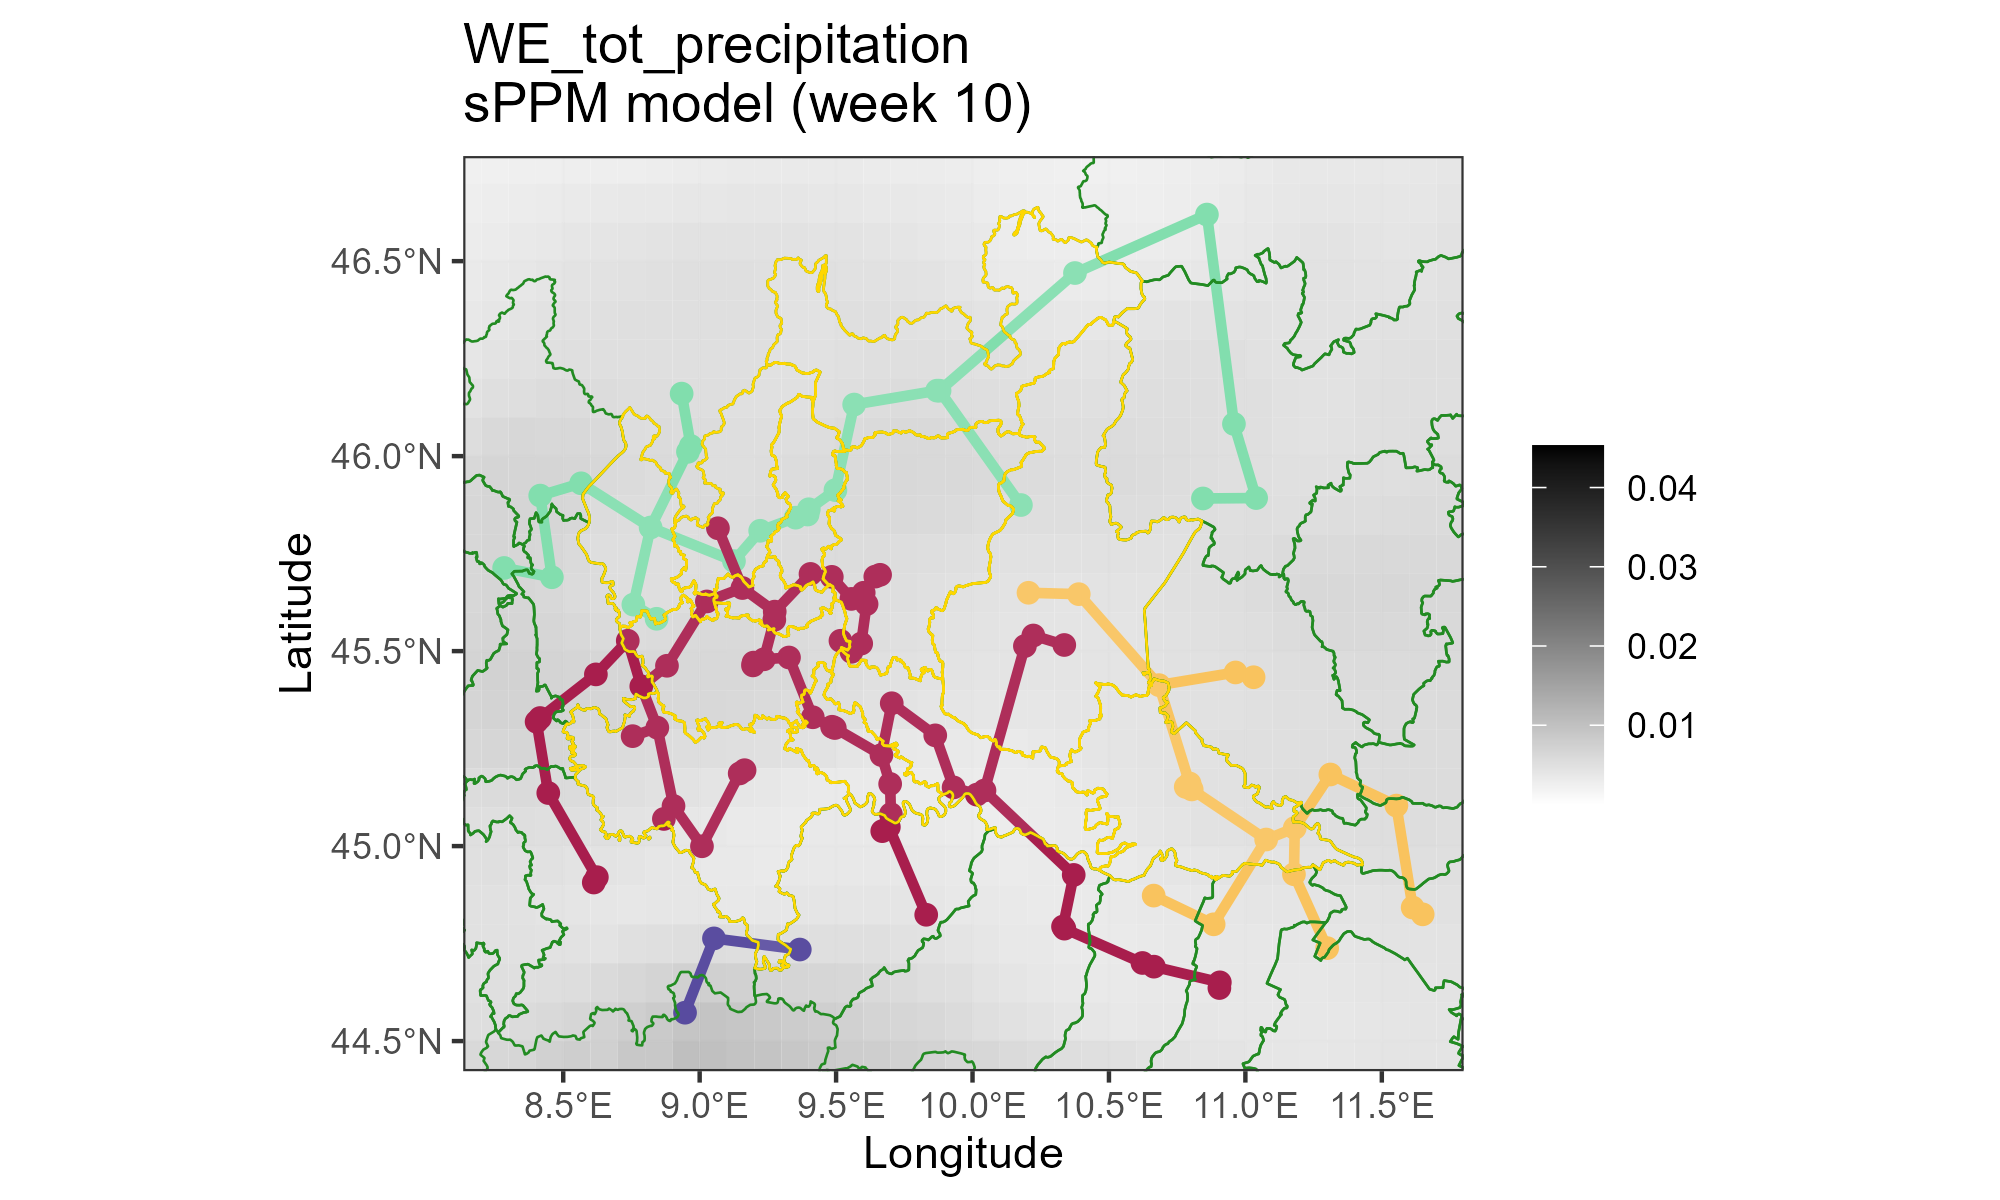 WE_tot_precipitation
sPPM model (week 10)
46.5°N
46.0°N
45.5°N
45.0°N
44.5°N
Latitude
8.5°E 9.0°E 9.5°E 10.0°E 10.5°E 11.0°E 11.5°E
Longitude
0.04
0.03
0.02
0.01